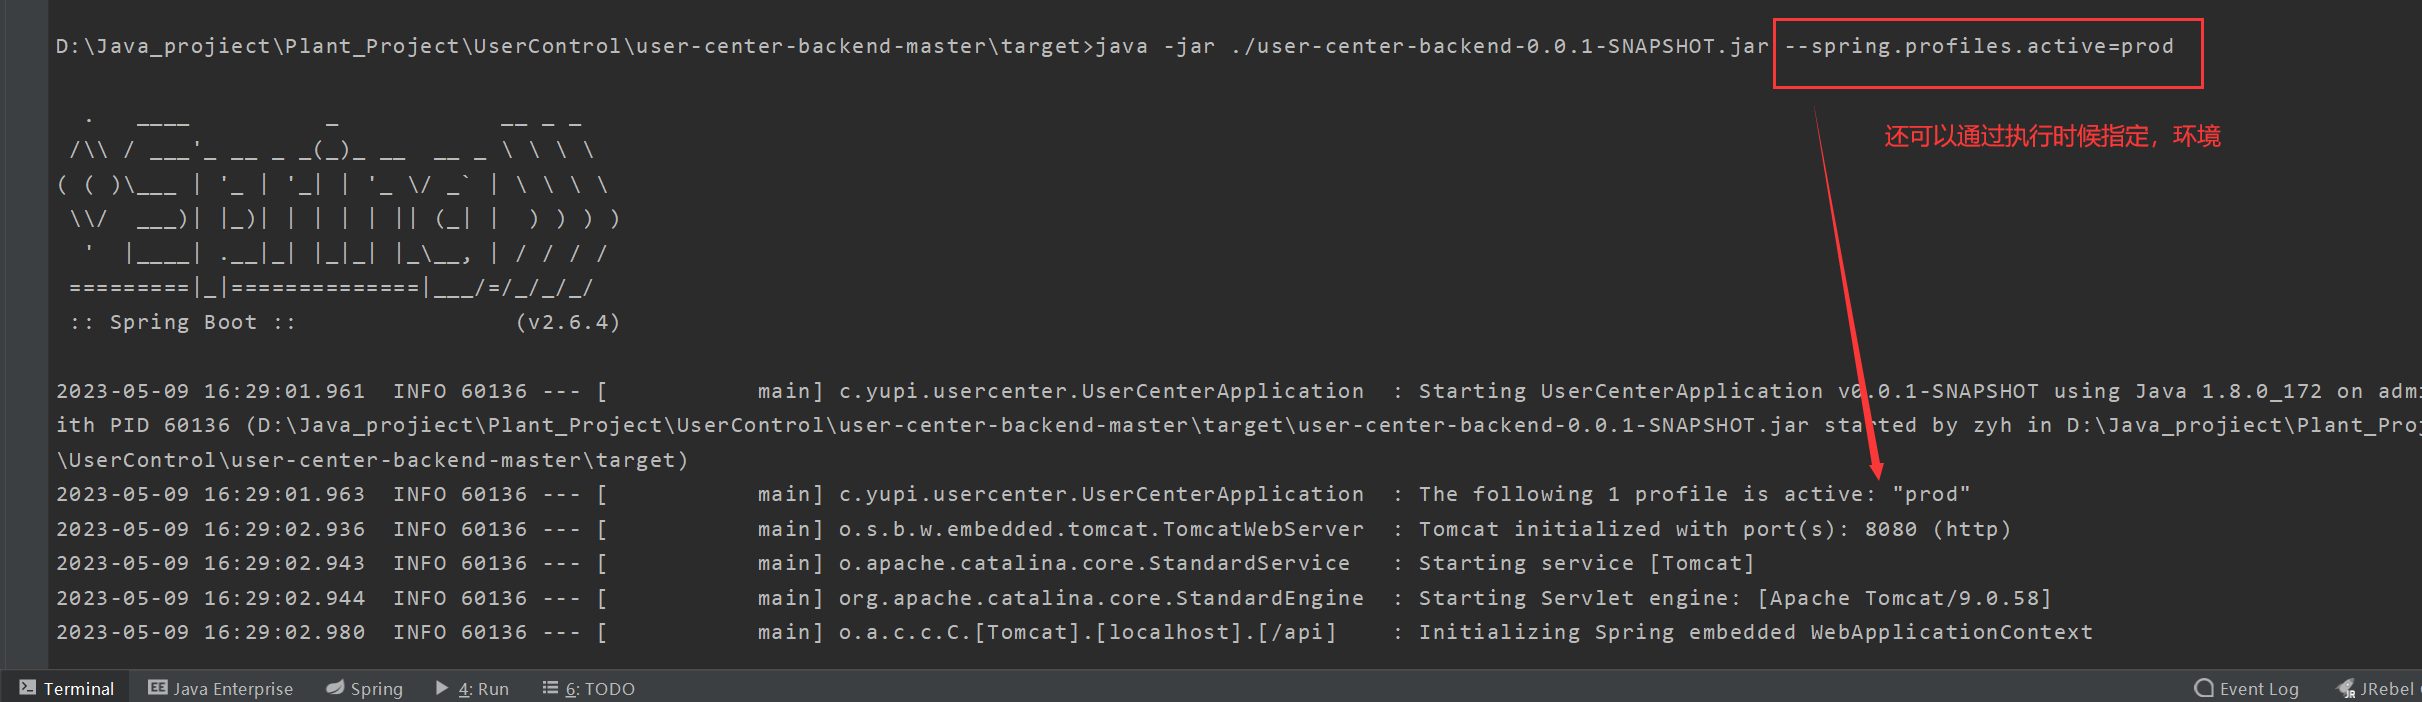 D:\Java_projiect\Plant_Project\UserControl\user-center-backend-master\target>java -jar ./user-center-backend-0.0.1-SNAPSHOT.jar --spring.profiles.active=prod
还可以通过执行时候指定，环境
  .   ____          _            __ _ _
 /\\ / ___'_ __ _ _(_)_ __  __ _ \ \ \ \
( ( )\___ | '_ | '_| | '_ \/ _` | \ \ \ \
 \\/  ___)| |_)| | | | | || (_| |  ) ) ) )
  '  |____| .__|_| |_|_| |_\__, | / / / /
 =========|_|==============|___/=/_/_/_/
 :: Spring Boot ::                (v2.6.4)
2023-05-09 16:29:01.961  INFO 60136 --- [           main] c.yupi.usercenter.UserCenterApplication  : Starting UserCenterApplication v0.0.1-SNAPSHOT using Java 1.8.0_172 on adm
ith PID 60136 (D:\Java_projiect\Plant_Project\UserControl\user-center-backend-master\target\user-center-backend-0.0.1-SNAPSHOT.jar started by zyh in D:\Java_projiect\Plant_Pro
\UserControl\user-center-backend-master\target)
2023-05-09 16:29:01.963  INFO 60136 --- [           main] c.yupi.usercenter.UserCenterApplication  : The following 1 profile is active: "prod"
2023-05-09 16:29:02.936  INFO 60136 --- [           main] o.s.b.w.embedded.tomcat.TomcatWebServer  : Tomcat initialized with port(s): 8080 (http)
2023-05-09 16:29:02.943  INFO 60136 --- [           main] o.apache.catalina.core.StandardService   : Starting service [Tomcat]
2023-05-09 16:29:02.944  INFO 60136 --- [           main] org.apache.catalina.core.StandardEngine  : Starting Servlet engine: [Apache Tomcat/9.0.58]
2023-05-09 16:29:02.980  INFO 60136 --- [           main] o.a.c.c.C.[Tomcat].[localhost].[/api]    : Initializing Spring embedded WebApplicationContext
Terminal EE Java Enterprise Spring 4: Run 6: TODO Event Log JR JRebel